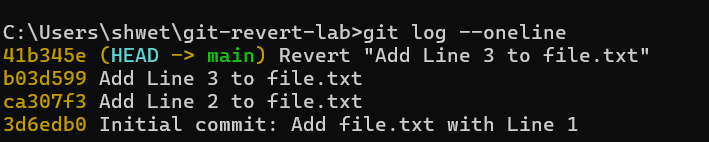 C:\Users\shwet\git-revert-lab>git log --oneline
41b345e (HEAD -> main) Revert "Add Line 3 to file.txt"
b03d599 Add Line 3 to file.txt
ca307f3 Add Line 2 to file.txt
3d6edb0 Initial commit: Add file.txt with Line 1